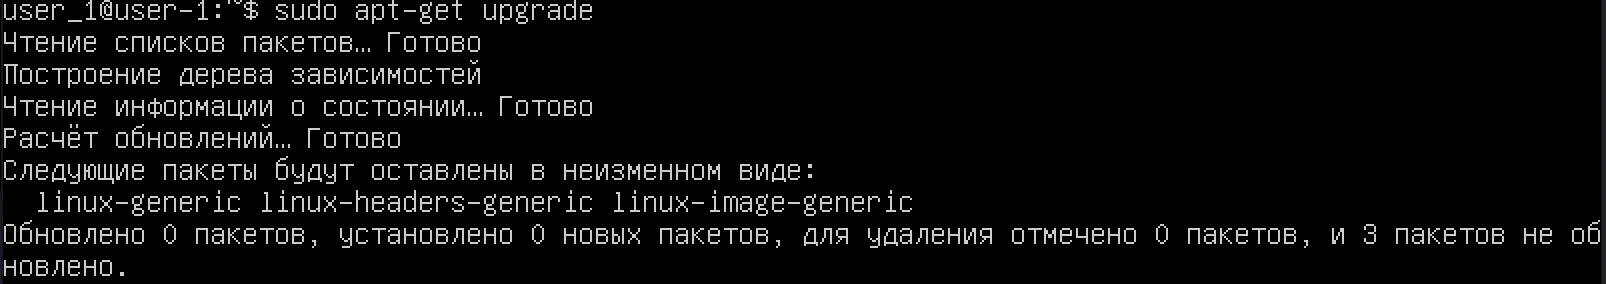 user_1@user-1:~$ sudo apt-get upgrade
Чтение списков пакетов… Готово
Построение дерева зависимостей
Чтение информации о состоянии… Готово
Расчёт обновлений… Готово
Следующие пакеты будут оставлены в неизменном виде:
  linux-generic linux-headers-generic linux-image-generic
Обновлено 0 пакетов, установлено 0 новых пакетов, для удаления отмечено 0 пакетов, и 3 пакетов не об
новлено.